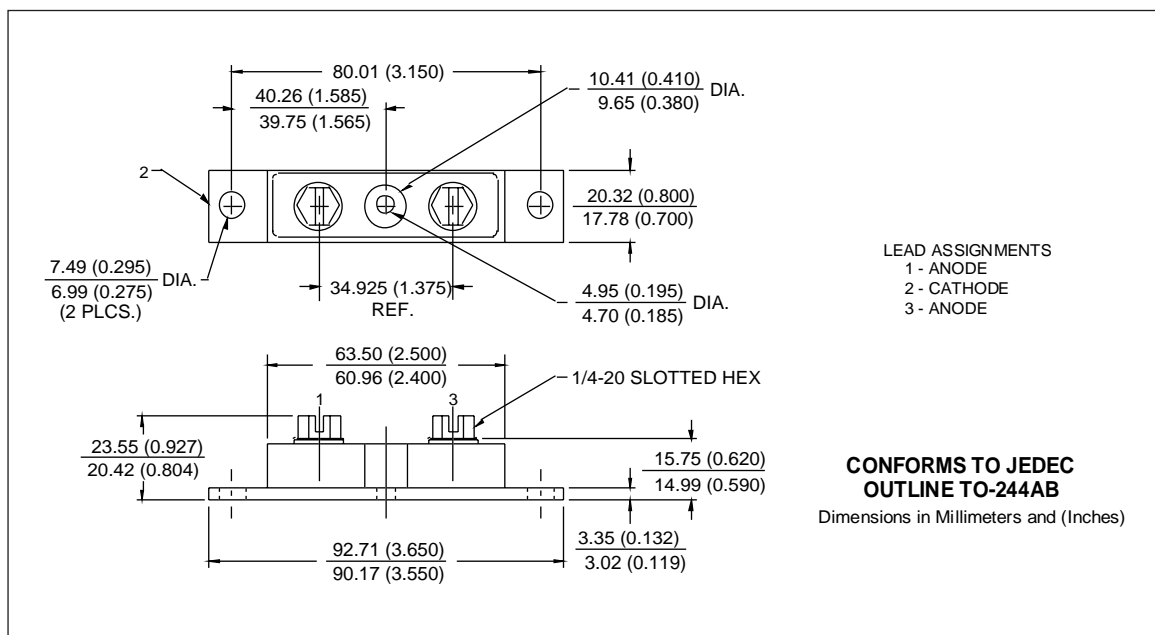 80.01 (3.150)
40.26 (1.585)
39.75 (1.565)
10.41 (0.410)
9.65 (0.380)
DIA.
2
20.32 (0.800)
17.78 (0.700)
7.49 (0.295)
6.99 (0.275)
DIA.
(2 PLCS.)
34.925 (1.375)
REF.
4.95 (0.195)
4.70 (0.185)
DIA.
LEAD ASSIGNMENTS
1 - ANODE
2 - CATHODE
3 - ANODE
63.50 (2.500)
60.96 (2.400)
1/4-20 SLOTTED HEX
1
3
23.55 (0.927)
20.42 (0.804)
15.75 (0.620)
14.99 (0.590)
3.35 (0.132)
3.02 (0.119)
92.71 (3.650)
90.17 (3.550)
CONFORMS TO JEDEC
OUTLINE TO-244AB
Dimensions in Millimeters and (Inches)